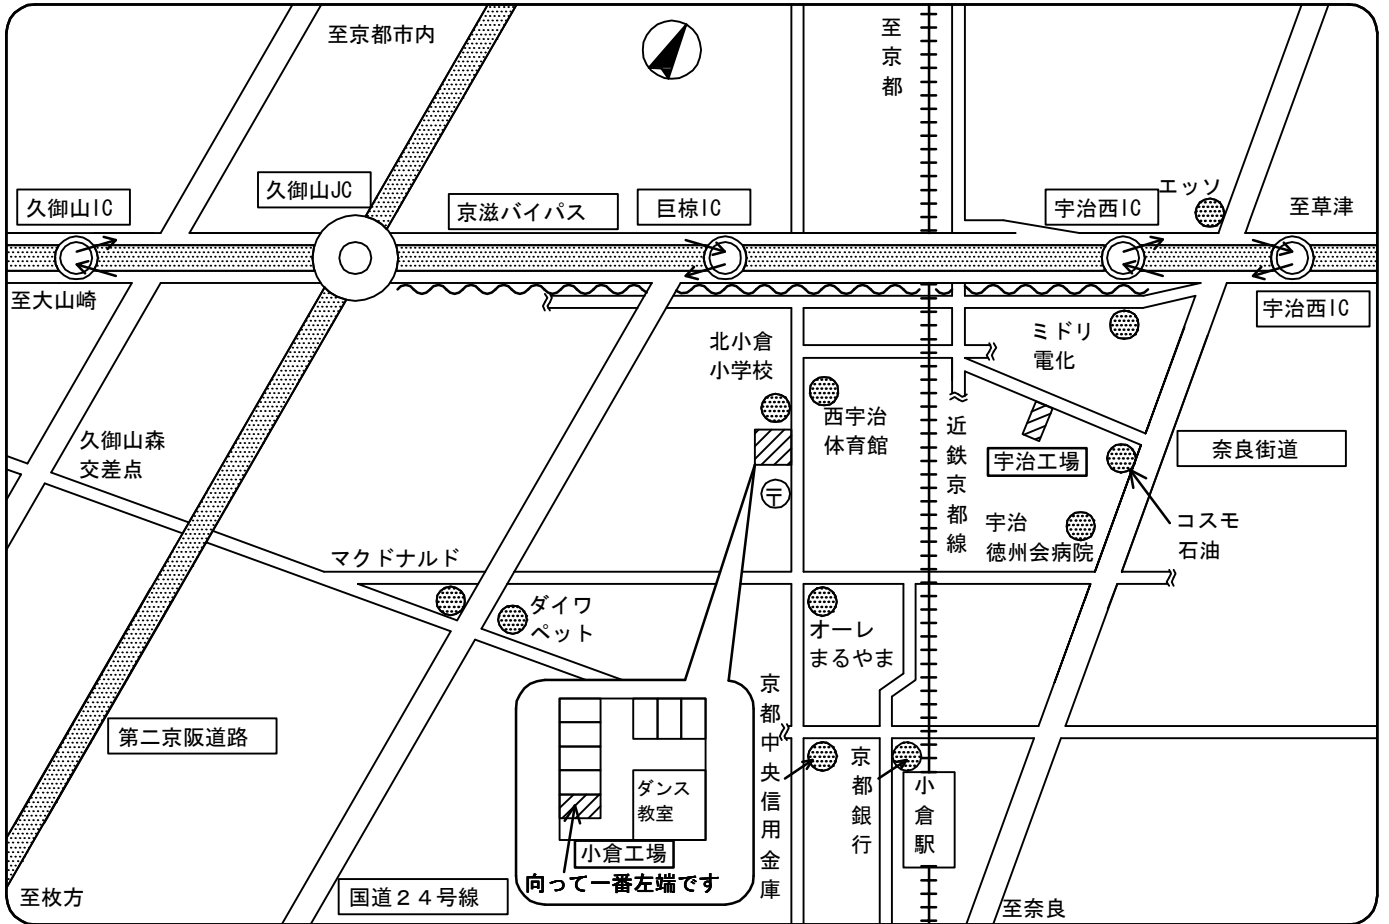 至京都市内
至京都
久御山IC
久御山JC
京滋バイパス
巨椋IC
宇治西IC
エッソ
至草津
至大山崎
宇治西IC
北小倉
小学校
ミドリ
電化
西宇治
体育館
近鉄京都線
久御山森
交差点
宇治工場
奈良街道
〒
コスモ
石油
宇治
徳州会病院
マクドナルド
ダイワ
ペット
オーレ
まるやま
京都中央信用金庫
京都銀行
小倉駅
第二京阪道路
ダンス
教室
小倉工場
向って一番左端です
至枚方
国道24号線
至奈良